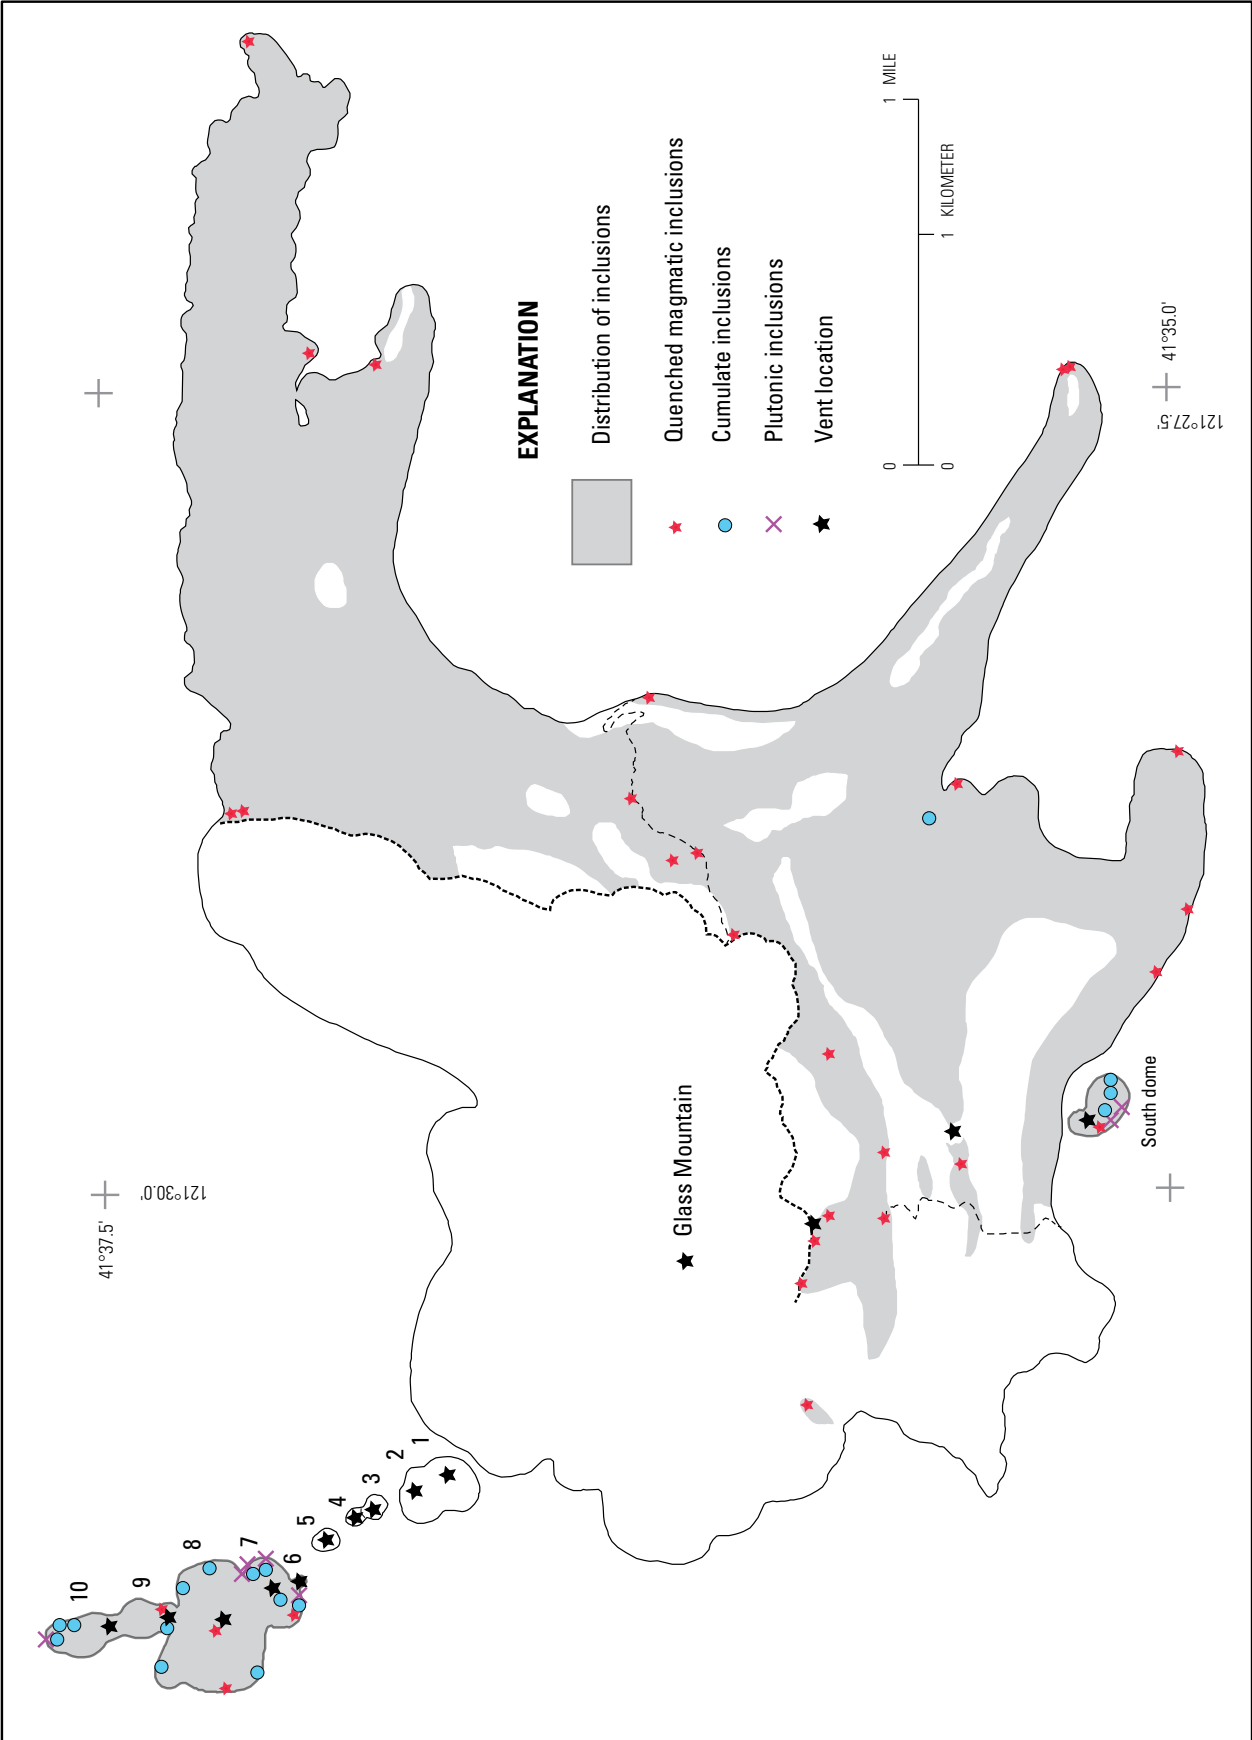 10
9
8
7
6
5
4
3
2
1
41°37.5'
121°30.0'
Glass Mountain
South dome
EXPLANATION
Distribution of inclusions
Quenched magmatic inclusions
Cumulate inclusions
Plutonic inclusions
Vent location
0
1 MILE
0
1 KILOMETER
41°35.0'
121°27.5'